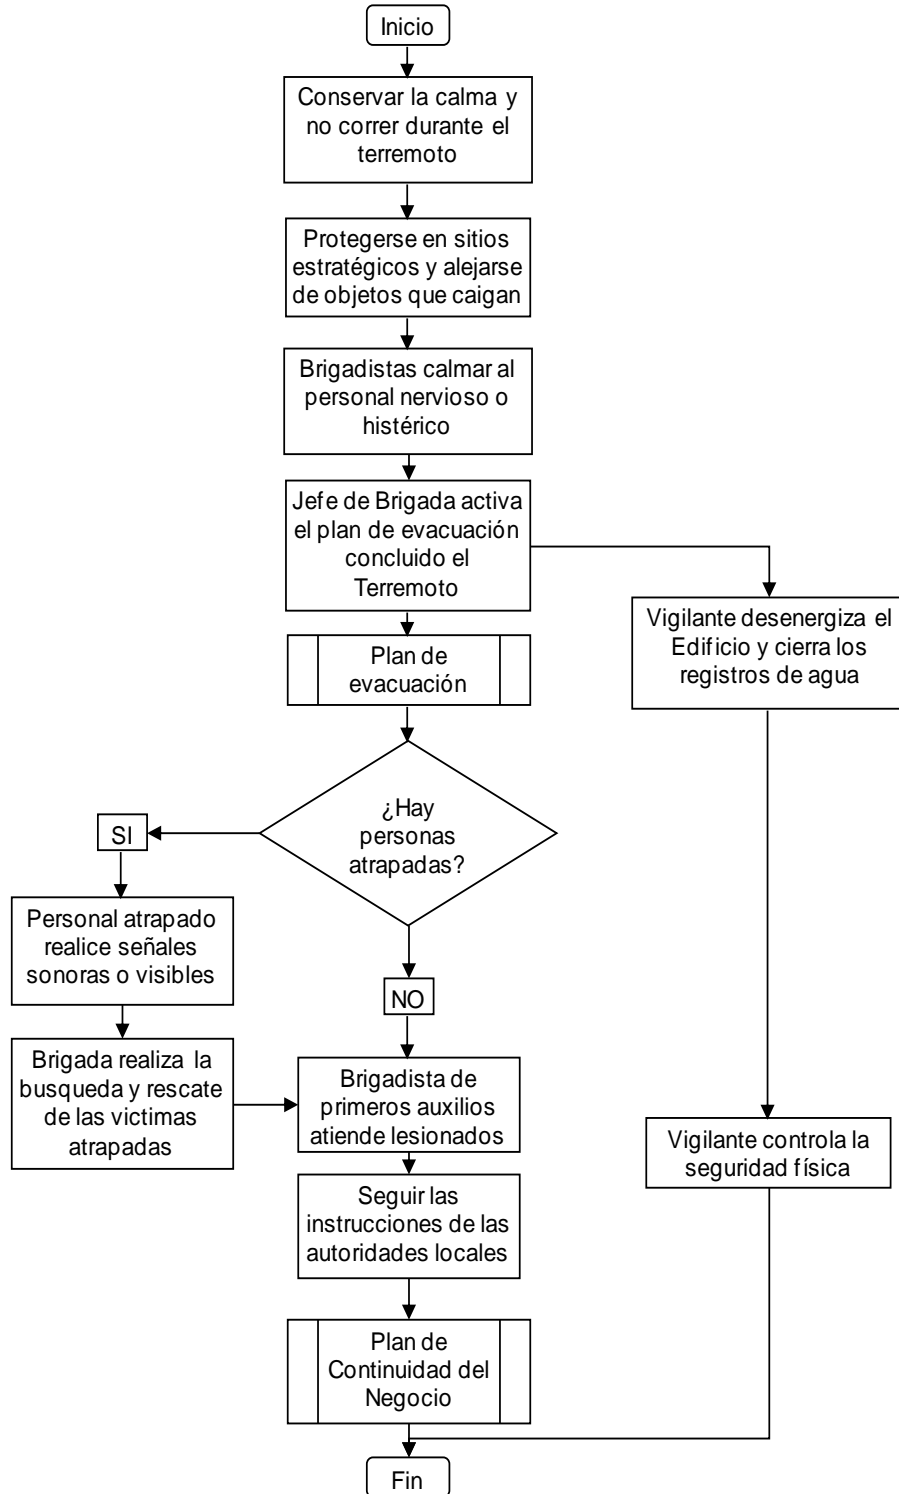 Inicio
Conservar la calma y
no correr durante el
terremoto
Protegerse en sitios
estratégicos y alejarse
de objetos que caigan
Brigadistas calmar al
personal nervioso o
histérico
Jefe de Brigada activa
el plan de evacuación
concluido el
Terremoto
Vigilante desenergiza el
Edificio y cierra los
registros de agua
Plan de
evacuación
¿Hay
personas
atrapadas?
SI
Personal atrapado
realice señales
sonoras o visibles
NO
Brigada realiza la
busqueda y rescate
de las victimas
atrapadas
Brigadista de
primeros auxilios
atiende lesionados
Vigilante controla la
seguridad física
Seguir las
instrucciones de las
autoridades locales
Plan de
Continuidad del
Negocio
Fin